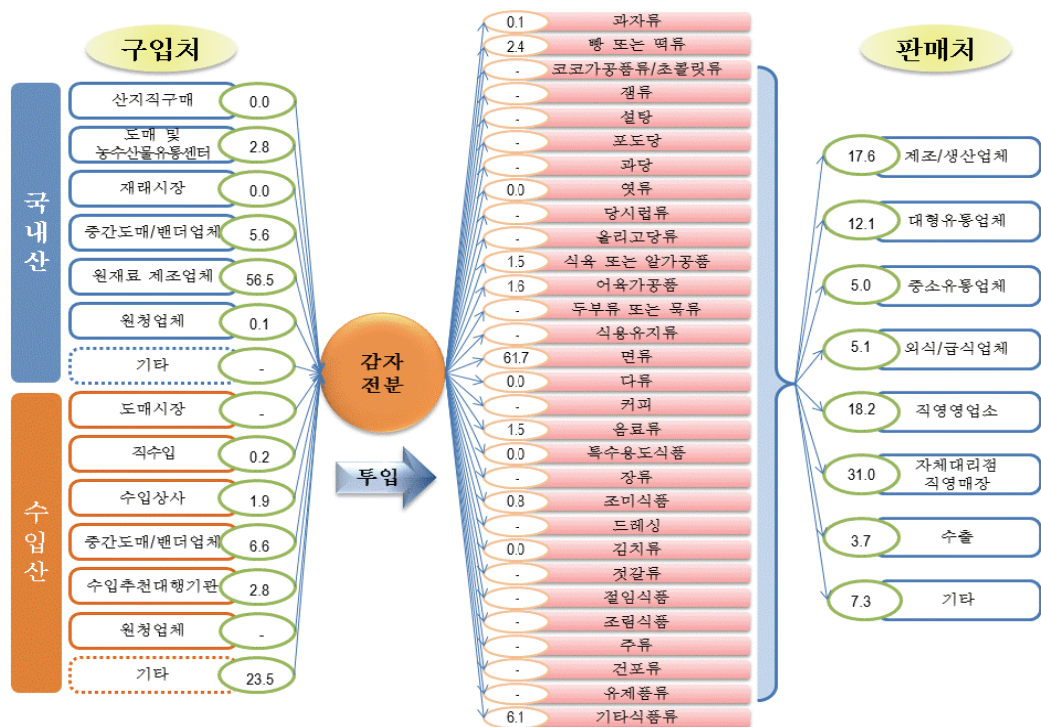 구입처
국내산
산지직구매 0.0
도매 및
농수산물유통센터 2.8
재래시장 0.0
중간도매/밴더업체 5.6
원재료 제조업체 56.5
원청업체 0.1
기타 -
수입산
도매시장 -
직수입 0.2
수입상사 1.9
중간도매/밴더업체 6.6
수입추천대행기관 2.8
원청업체 -
기타 23.5
감자
전분
투입
0.1 과자류
2.4 빵 또는 떡류
- 코코가공품류/초콜릿류
- 잼류
- 설탕
- 포도당
- 과당
0.0 엿류
- 당시럽류
- 올리고당류
1.5 식육 또는 알가공품
1.6 어육가공품
- 두부류 또는 묵류
- 식용유지류
61.7 면류
0.0 다류
- 커피
1.5 음료류
0.0 특수용도식품
- 장류
0.8 조미식품
- 드레싱
0.0 김치류
- 젓갈류
- 절임식품
- 조림식품
- 주류
- 건포류
- 유제품류
6.1 기타식품류
판매처
17.6 제조/생산업체
12.1 대형유통업체
5.0 중소유통업체
5.1 외식/급식업체
18.2 직영영업소
31.0 자체대리점
직영매장
3.7 수출
7.3 기타